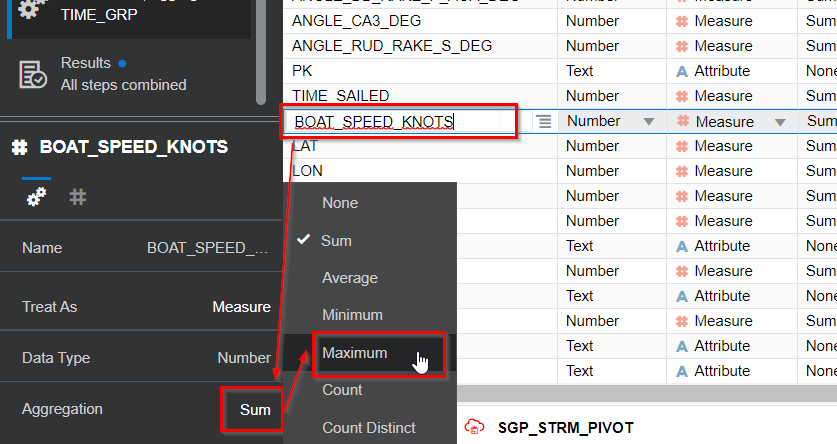 TIME_GRP
Results
All steps combined
BOAT_SPEED_KNOTS
Name BOAT_SPEED_...
Treat As Measure
Data Type Number
Aggregation Sum
None
Sum
Average
Minimum
Maximum
Count
Count Distinct
Number Measure Sum
ANGLE_CA3_DEG Number Measure Sum
ANGLE_RUD_RAKE_S_DEG Number Measure Sum
PK Text Attribute None
TIME_SAILED Number Measure Sum
BOAT_SPEED_KNOTS Number Measure Sum
LAT Number Measure Sum
LON Number Measure Sum
Number Measure Sum
Number Measure Sum
Text Attribute None
Number Measure Sum
Text Attribute None
Number Measure Sum
Text Attribute None
Text Attribute None
SGP_STRM_PIVOT